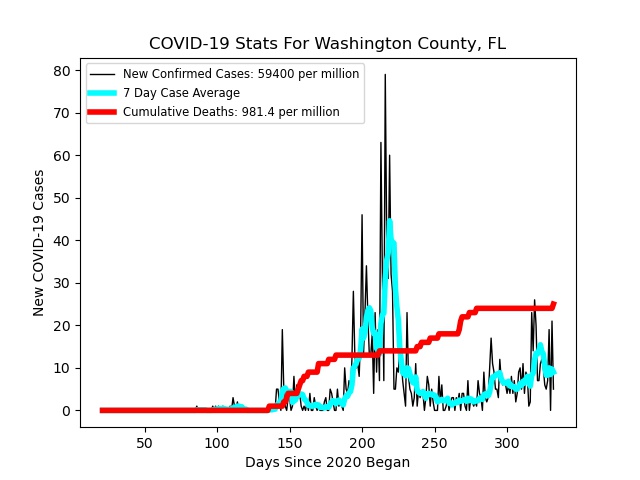 COVID-19 Stats For Washington County, FL
New Confirmed Cases: 59400 per million
7 Day Case Average
Cumulative Deaths: 981.4 per million
New COVID-19 Cases
80
70
60
50
40
30
20
10
0
50 100 150 200 250 300
Days Since 2020 Began